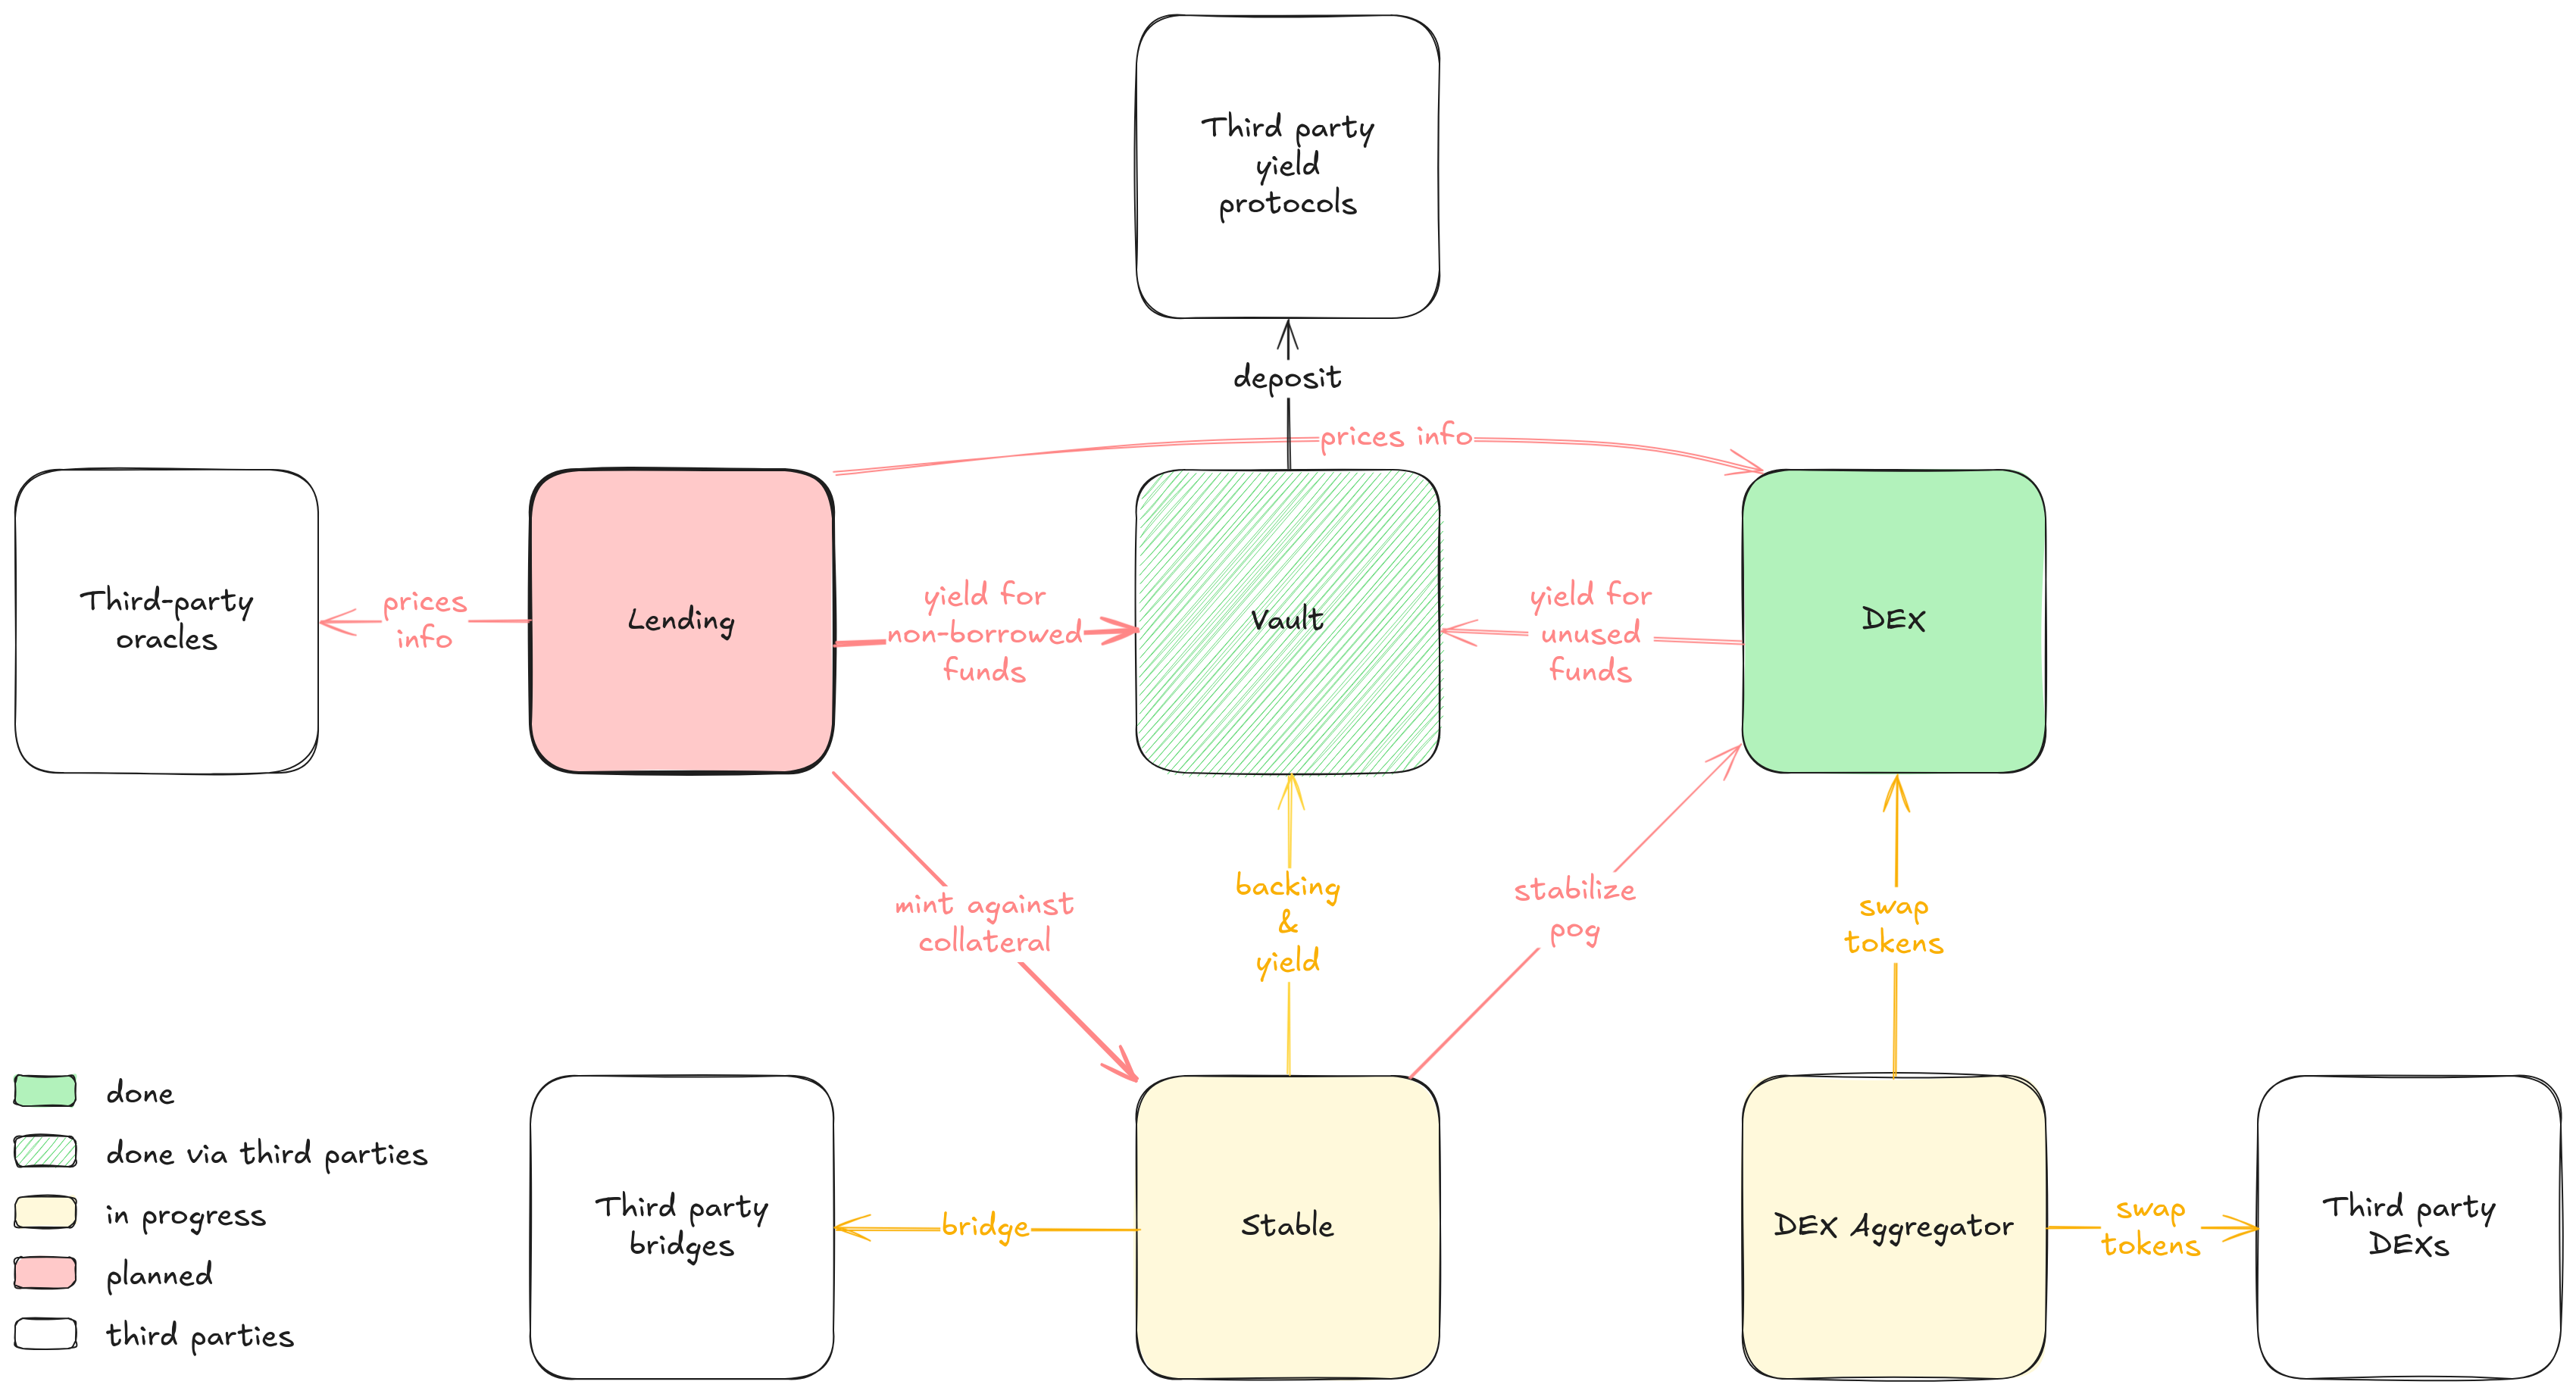 Third party
yield
protocols
deposit
prices info
Third-party
oracles
prices
info
Lending
yield for
non-borrowed
funds
Vault
yield for
unused
funds
DEX
mint against
collateral
backing
&
yield
stabilize
pog
swap
tokens
done
done via third parties
in progress
planned
third parties
Third party
bridges
bridge
Stable
DEX Aggregator
swap
tokens
Third party
DEXs